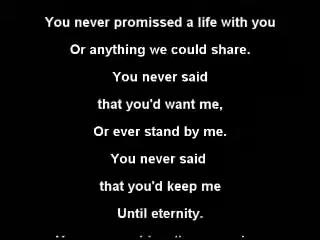 You never promissed a life with you
Or anything we could share.
You never said
that you'd want me,
Or ever stand by me.
You never said
that you'd keep me
Until eternity.